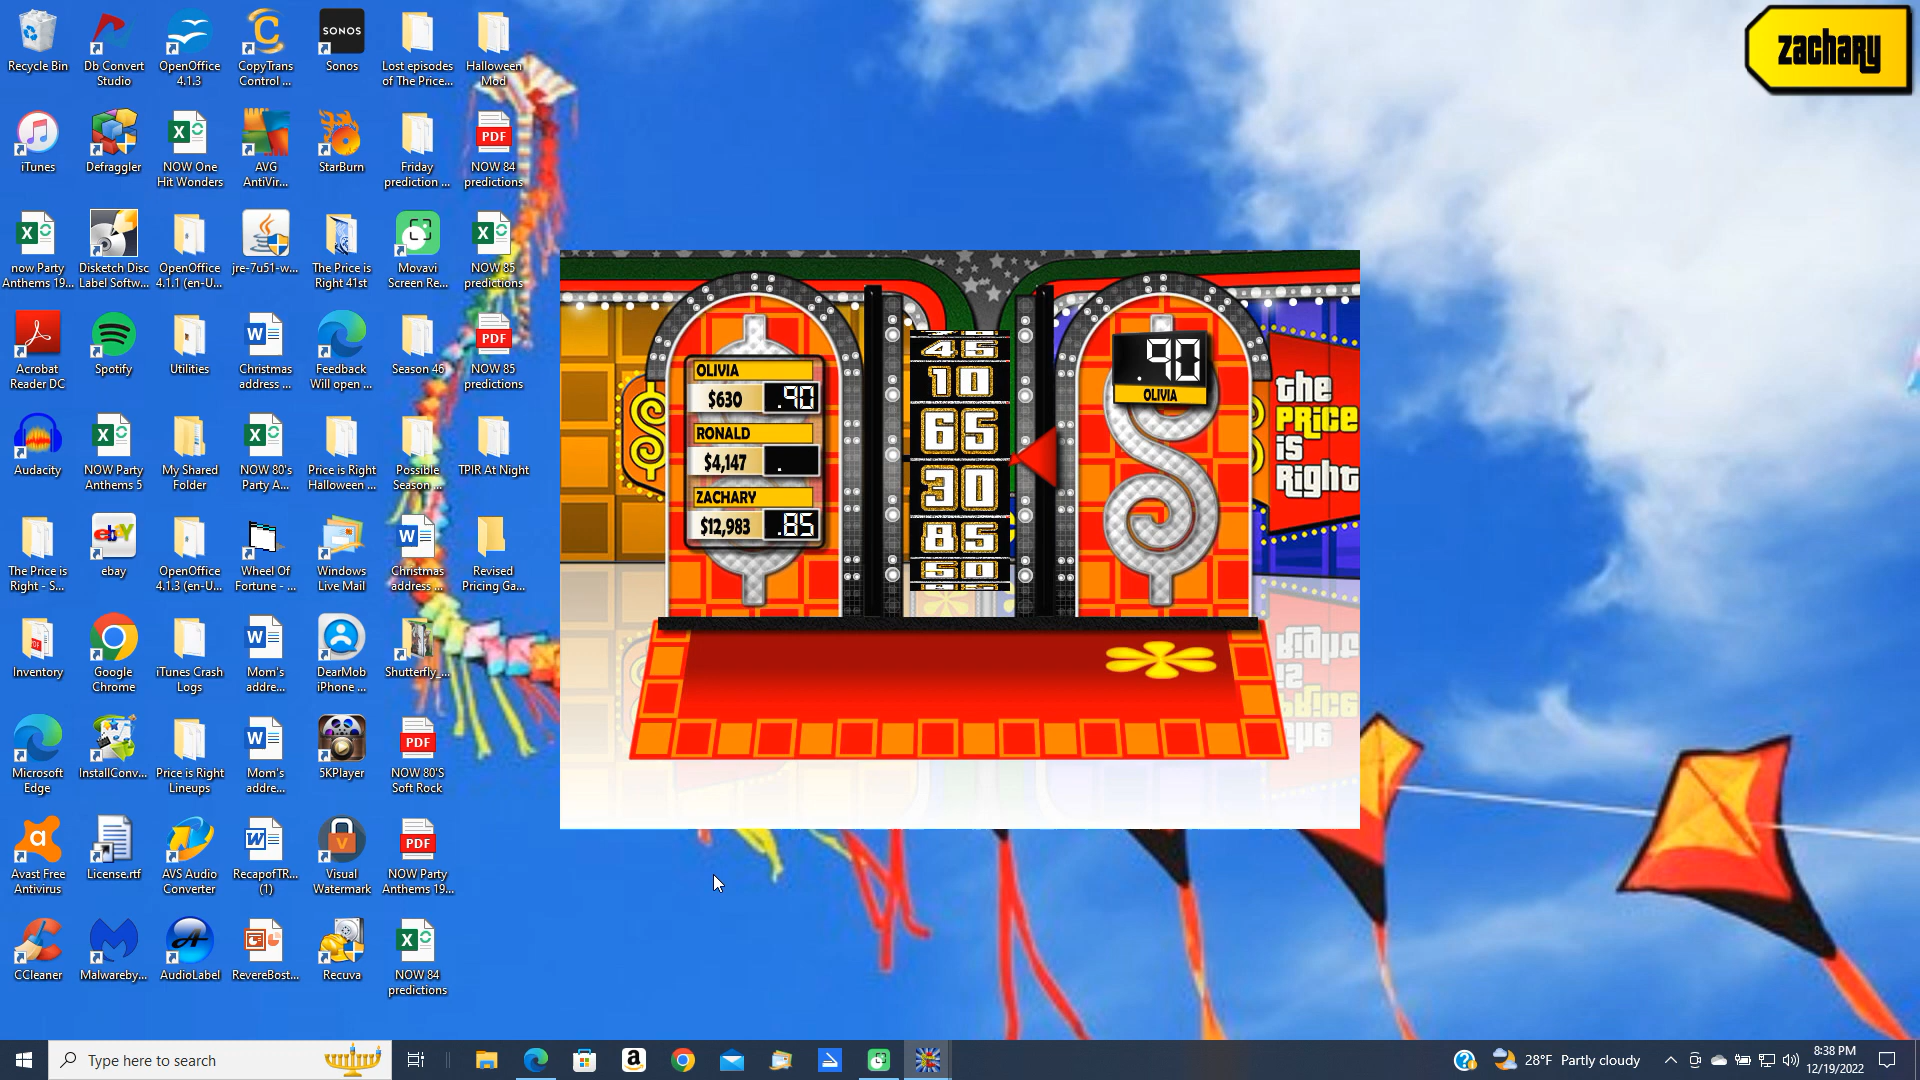 Recycle Bin
Db Convert
Studio
OpenOffice
4.1.3
CopyTrans
Control ...
SONOS
Sonos
Lost episodes
of The Price...
Halloween
Mod
zachary
iTunes
Defraggler
NOW One
Hit Wonders
AVG
AntiVir...
StarBurn
Friday
prediction ...
PDF
NOW 84
predictions
now Party
Anthems 19...
Disketch Disc
Label Softw...
OpenOffice
4.1.1 (en-U...
jre-7u51-w...
The Price is
Right 41st
Movavi
Screen Re...
NOW 85
predictions
Acrobat
Reader DC
Spotify
Utilities
Christmas
address ...
Feedback
Will open ...
Season 46
PDF
NOW 85
predictions
Audacity
NOW Party
Anthems 5
My Shared
Folder
NOW 80's
Party A...
Price is Right
Halloween ...
Possible
Season ...
TPIR At Night
The Price is
Right - S...
ebay
ebay
OpenOffice
4.1.3 (en-U...
Wheel Of
Fortune - ...
Windows
Live Mail
Christmas
address ...
Revised
Pricing Ga...
Inventory
Google
Chrome
iTunes Crash
Logs
Mom's
addre...
DearMob
iPhone ...
Shutterfly_...
Microsoft
Edge
InstallConv...
Price is Right
Lineups
Mom's
addre...
5KPlayer
PDF
NOW 80'S
Soft Rock
Avast Free
Antivirus
License.rtf
AVS Audio
Converter
RecapofTR...
(1)
Visual
Watermark
PDF
NOW Party
Anthems 19...
CCleaner
Malwareby...
AudioLabel
RevereBost...
Recuva
NOW 84
predictions
OLIVIA
$630 .90
RONALD
$4,147 .
ZACHARY
$12,983 .85
45
10
65
30
85
50
.90
OLIVIA
the
PRICE
is
Right
Type here to search
28°F Partly cloudy
8:38 PM
12/19/2022